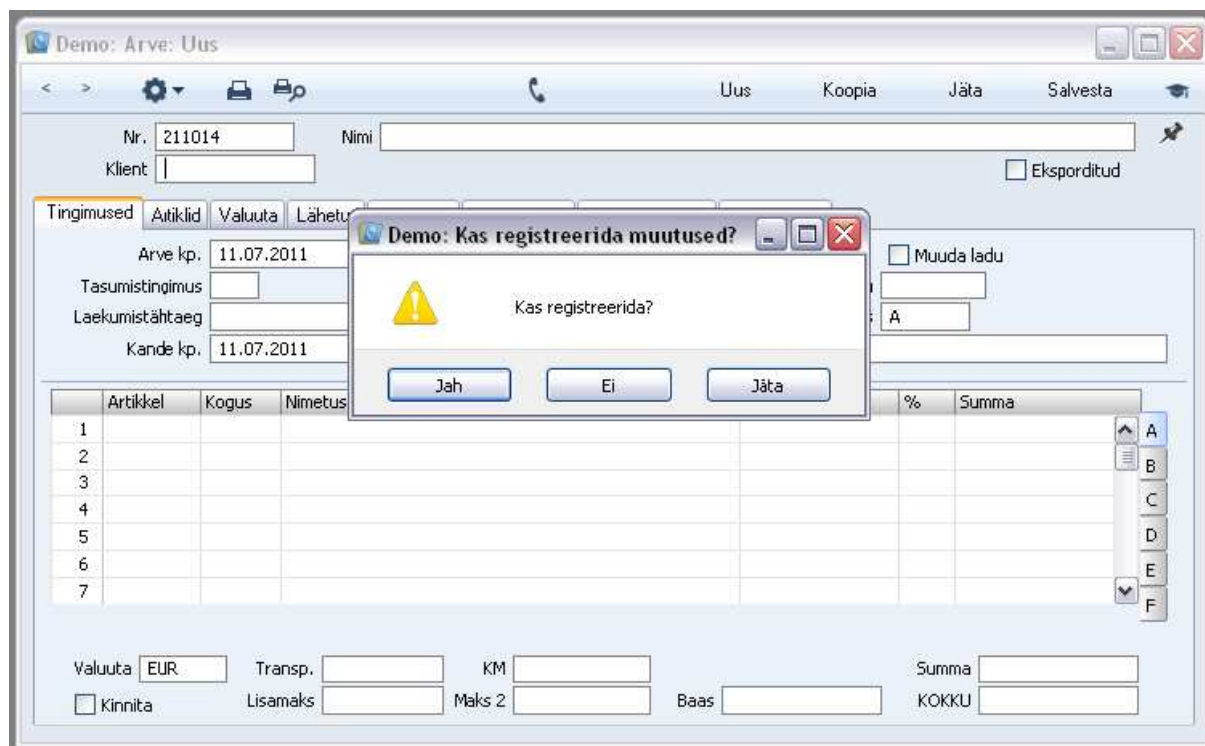 Demo: Arve: Uus
< > Uus Koopia Jäta Salvesta
Nr. 211014 Nimi
Klient Eksporditud
Tingimused Artiklid Valuuta Lähetu
Demo: Kas registreerida muutused?
Kas registreerida?
Jah Ei Jäta
Arve kp. 11.07.2011 Muuda ladu
Tasumistingimus
Laekumistähtaeg A
Kande kp. 11.07.2011
Artikkel Kogus Nimetus % Summa
1 A
2 B
3
4 C
5 D
6 E
7 F
Valuuta EUR Transp. KM Summa
Kinnita Lisamaks Maks 2 Baas KOKKU